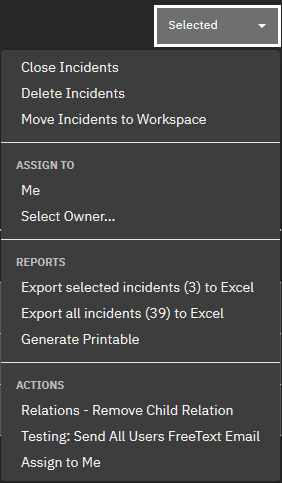 Selected
Close Incidents
Delete Incidents
Move Incidents to Workspace
ASSIGN TO
Me
Select Owner...
REPORTS
Export selected incidents (3) to Excel
Export all incidents (39) to Excel
Generate Printable
ACTIONS
Relations - Remove Child Relation
Testing: Send All Users FreeText Email
Assign to Me